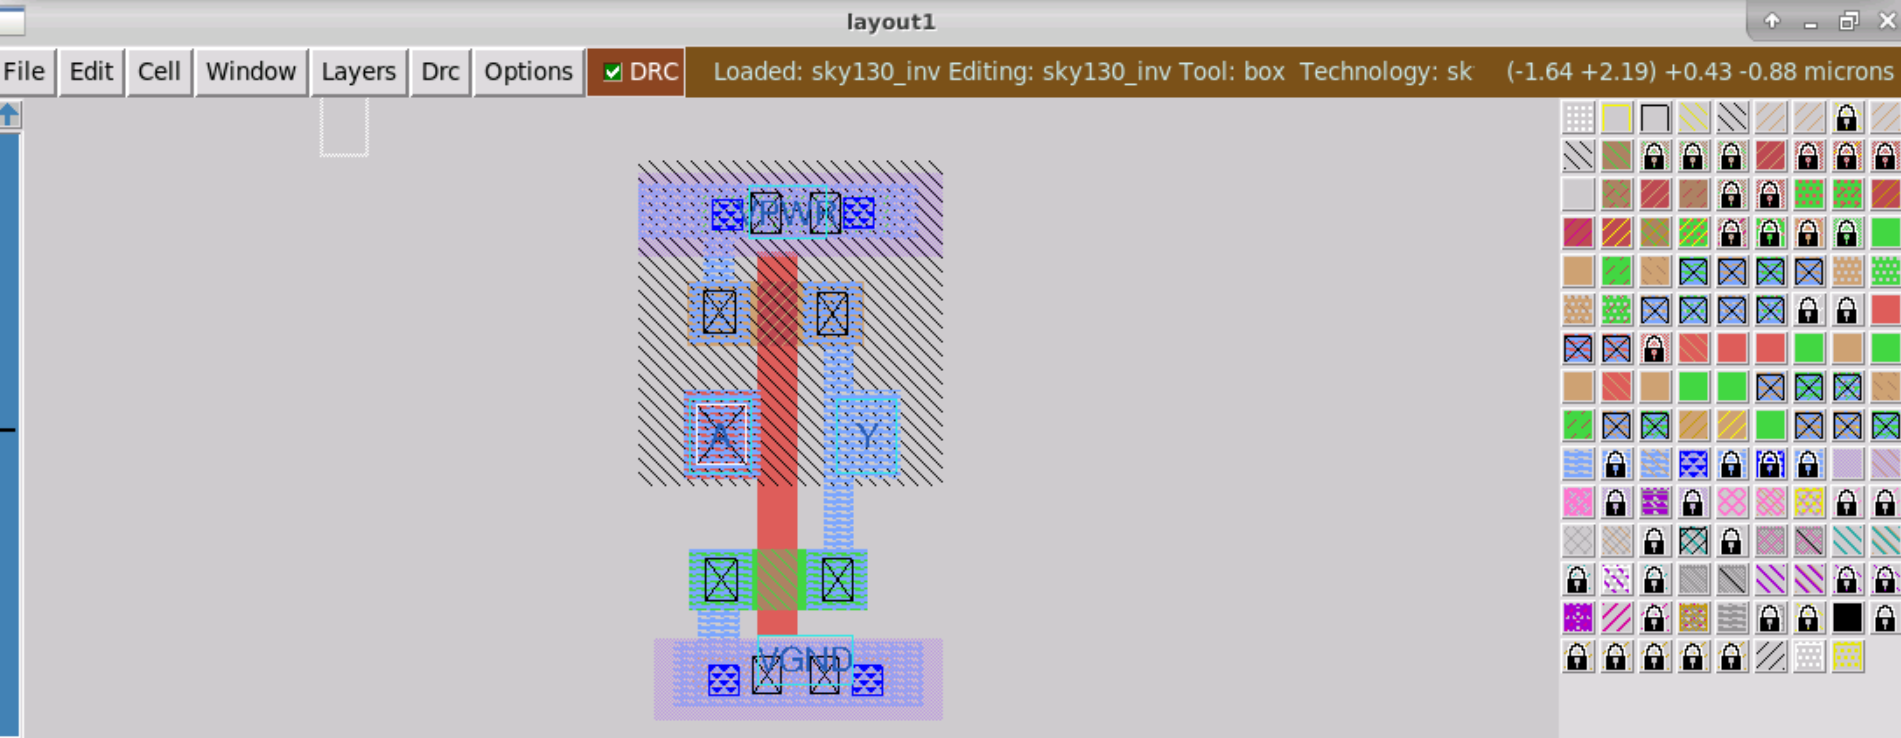 layout1
File Edit Cell Window Layers Drc Options DRC Loaded: sky130_inv Editing: sky130_inv Tool: box Technology: sk (-1.64 +2.19) +0.43 -0.88 microns
VPWR
A Y
VGND